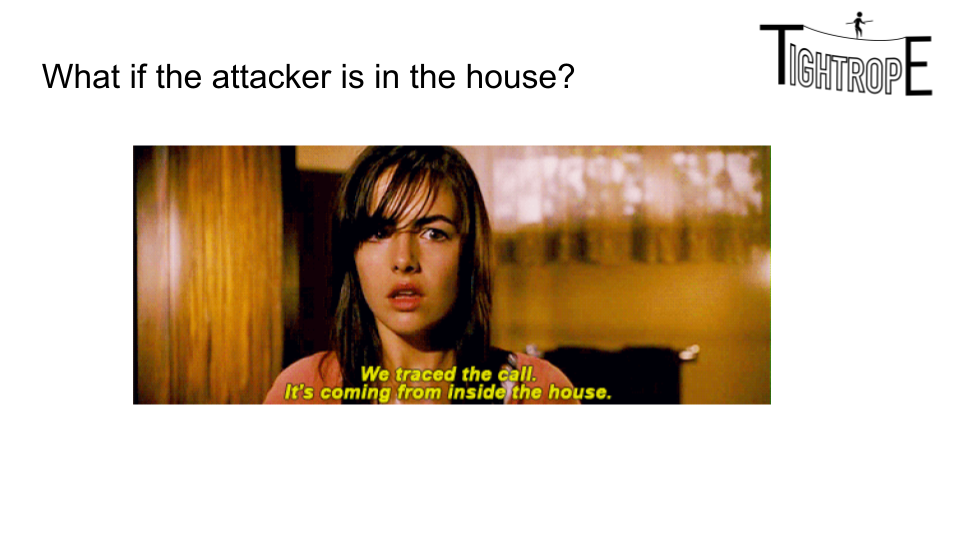 TIGHTROPE
What if the attacker is in the house?
We traced the call.
It's coming from inside the house.